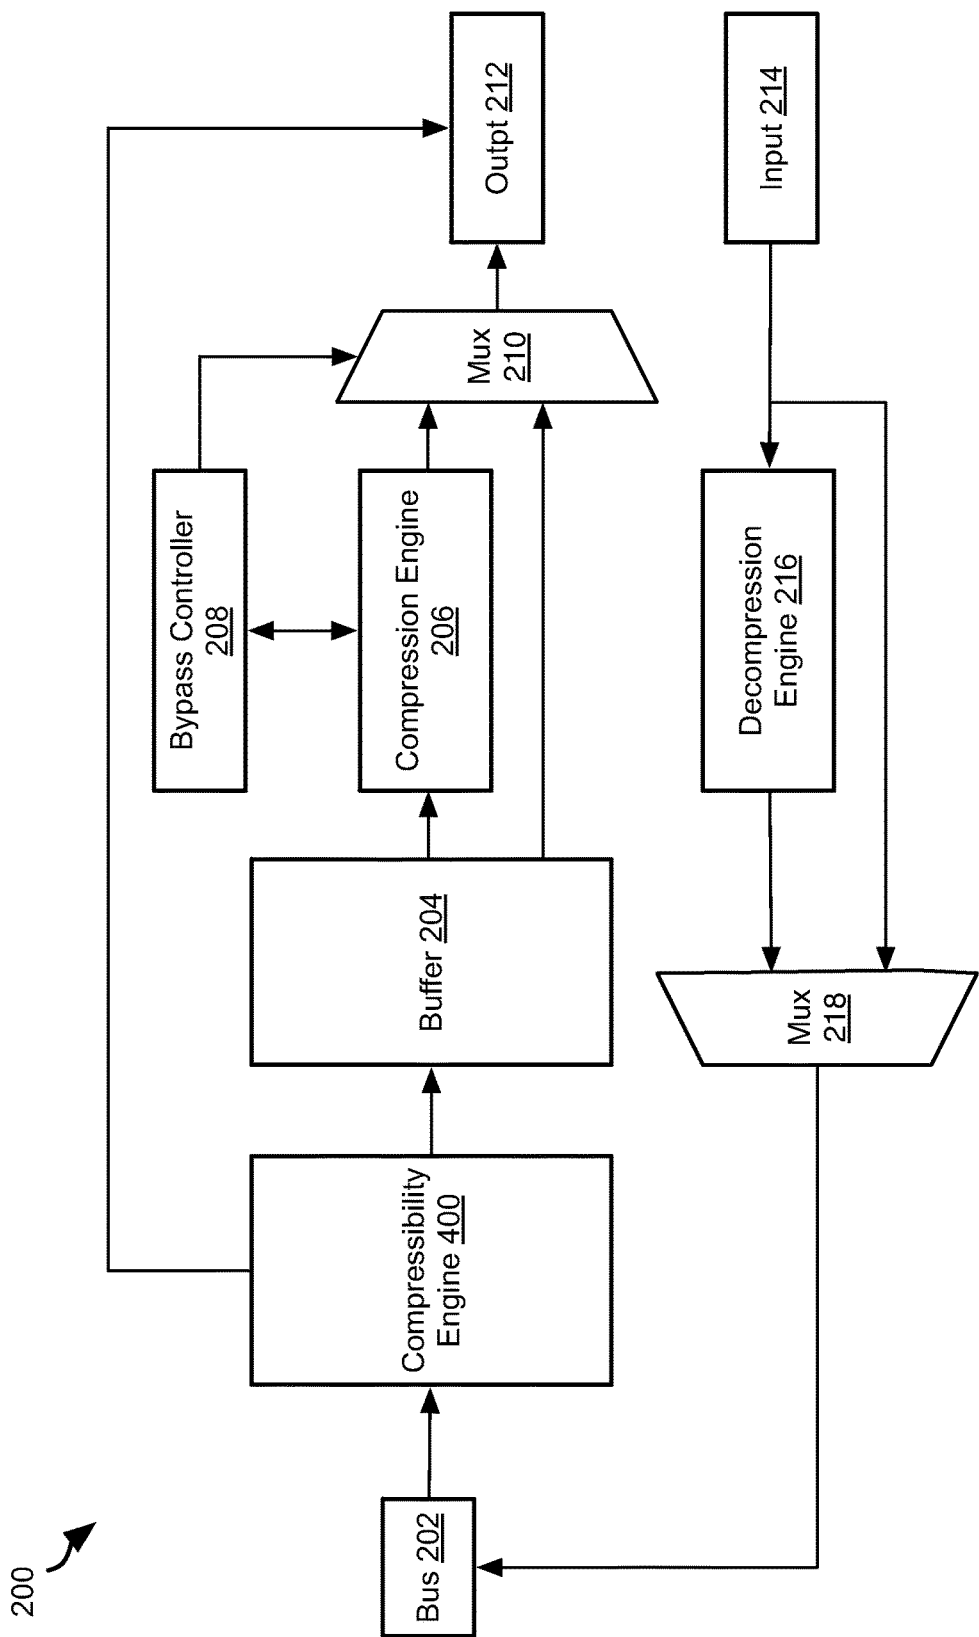 200
Bus 202
Compressibility
Engine 400
Buffer 204
Bypass Controller
208
Compression Engine
206
Mux
210
Outpt 212
Input 214
Decompression
Engine 216
Mux
218